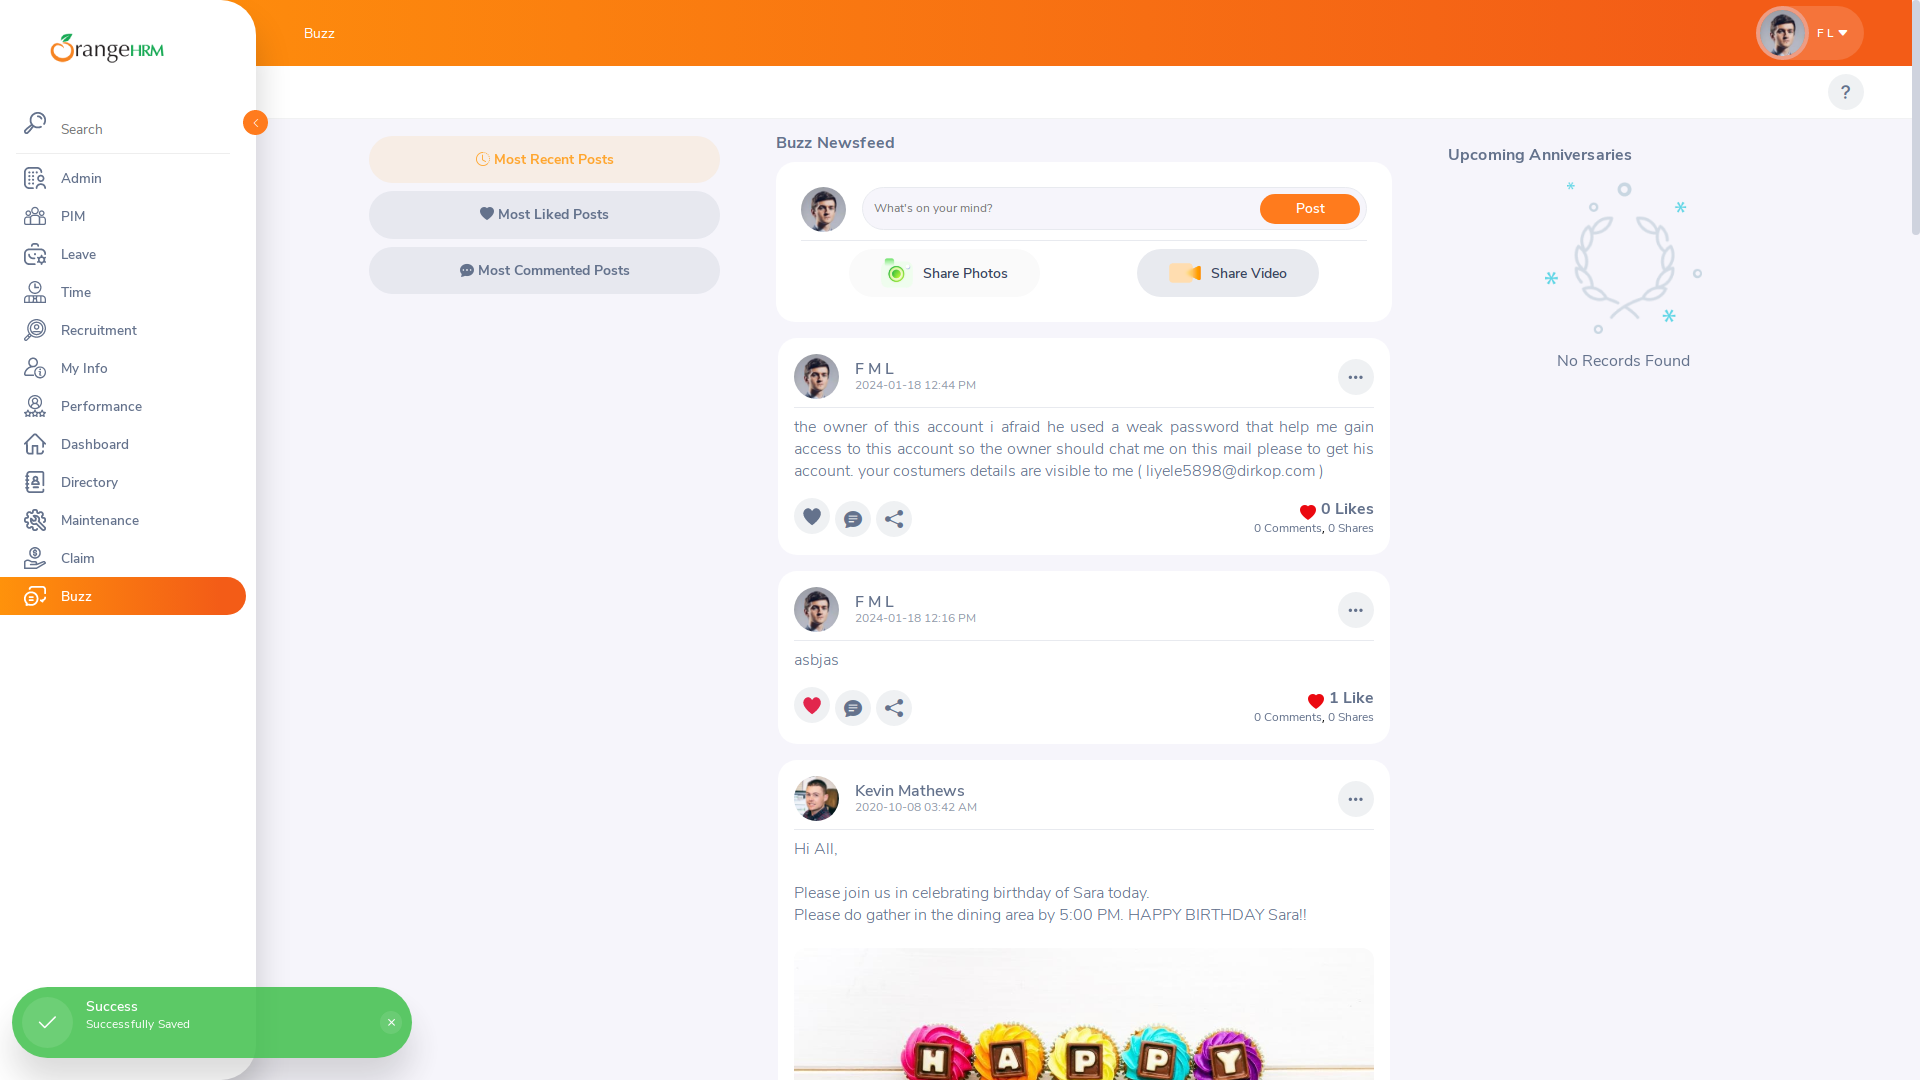 OrangeHRM
Buzz
F L
Search
?
Admin
PIM
Leave
Time
Recruitment
My Info
Performance
Dashboard
Directory
Maintenance
Claim
Buzz
Most Recent Posts
Most Liked Posts
Most Commented Posts
Buzz Newsfeed
What's on your mind?
Post
Share Photos
Share Video
F M L
2024-01-18 12:44 PM
the owner of this account i afraid he used a weak password that help me gain
access to this account so the owner should chat me on this mail please to get his
account. your costumers details are visible to me ( liyele5898@dirkop.com )
0 Likes
0 Comments, 0 Shares
F M L
2024-01-18 12:16 PM
asbjas
1 Like
0 Comments, 0 Shares
Kevin Mathews
2020-10-08 03:42 AM
Hi All,
Please join us in celebrating birthday of Sara today.
Please do gather in the dining area by 5:00 PM. HAPPY BIRTHDAY Sara!!
HAPPY
Upcoming Anniversaries
No Records Found
Success
Successfully Saved